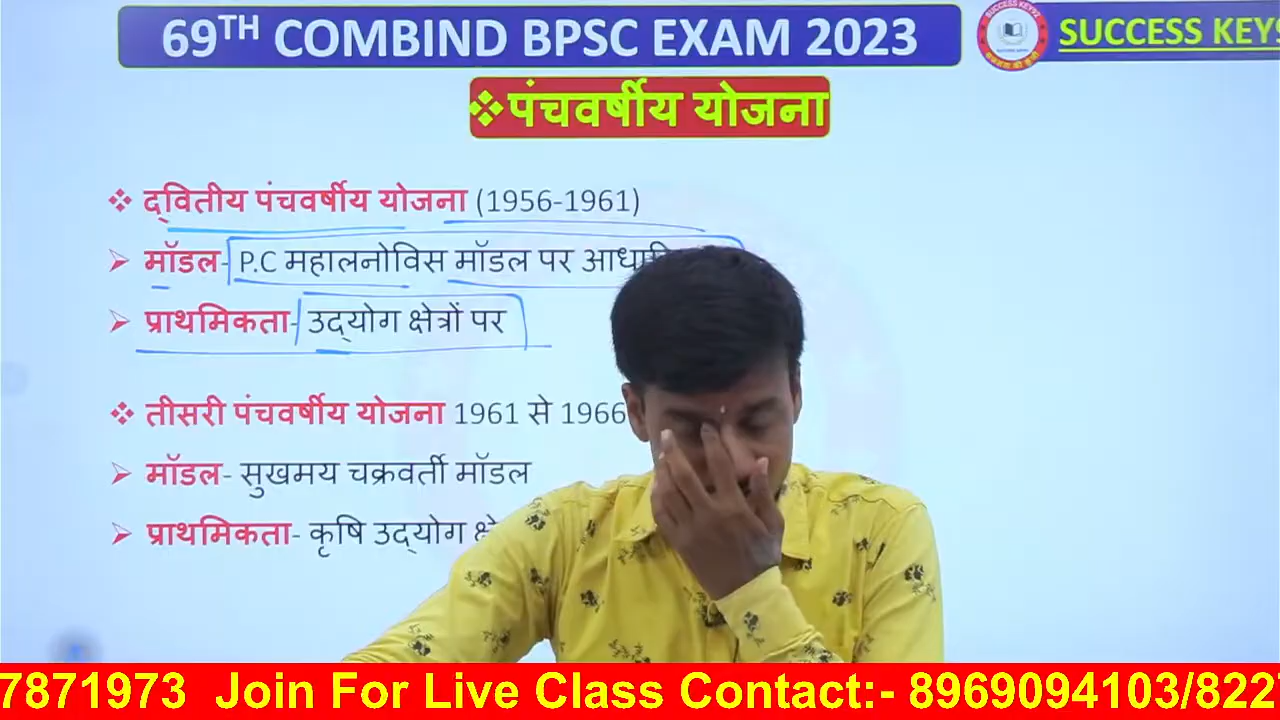 69TH COMBIND BPSC EXAM 2023
SUCCESS KEY
❖पंचवर्षीय योजना
❖ द्वितीय पंचवर्षीय योजना (1956-1961)
➢ मॉडल- P.C महालनोविस मॉडल पर
➢ प्राथमिकता- उद्योग क्षेत्रों पर
❖ तीसरी पंचवर्षीय योजना 1961 से 1966
➢ मॉडल- सुखमय चक्रवर्ती मॉडल
➢ प्राथमिकता- कृषि उद्योग
7871973 Join For Live Class Contact:- 8969094103/822